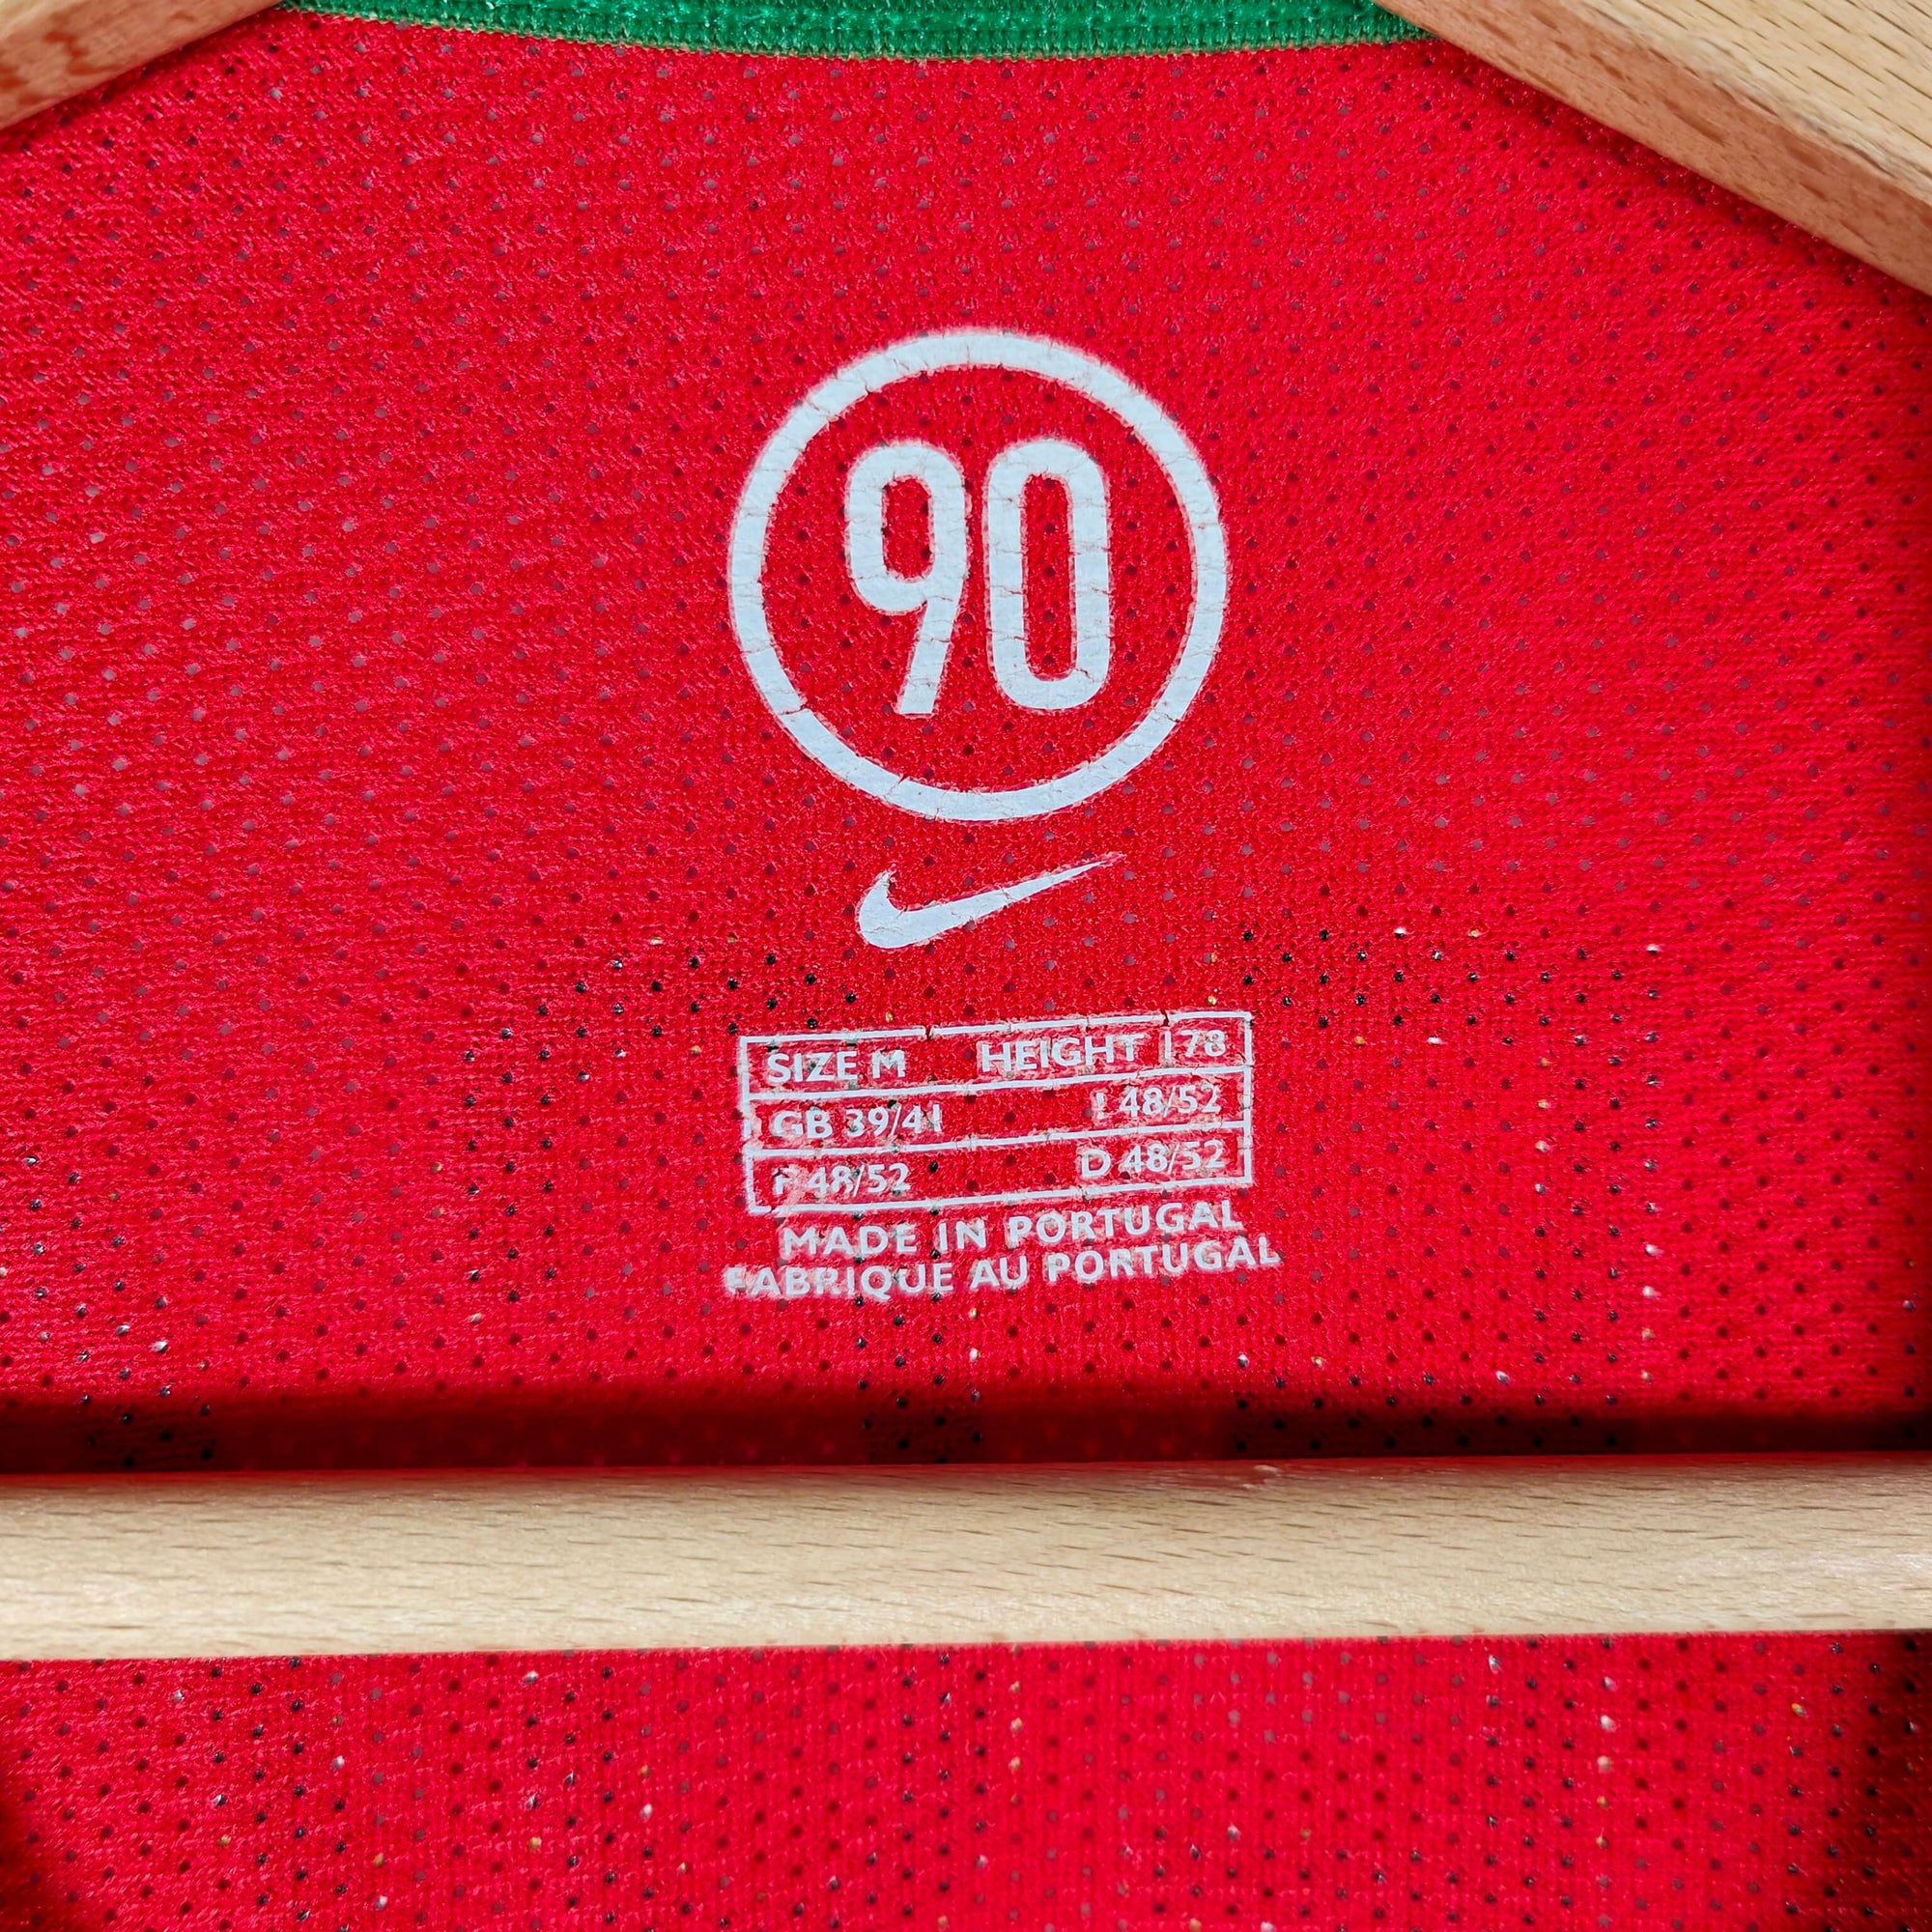 90
SIZE M HEIGHT 178
GB 39/41 I 48/52
F 48/52 D 48/52
MADE IN PORTUGAL
FABRIQUE AU PORTUGAL